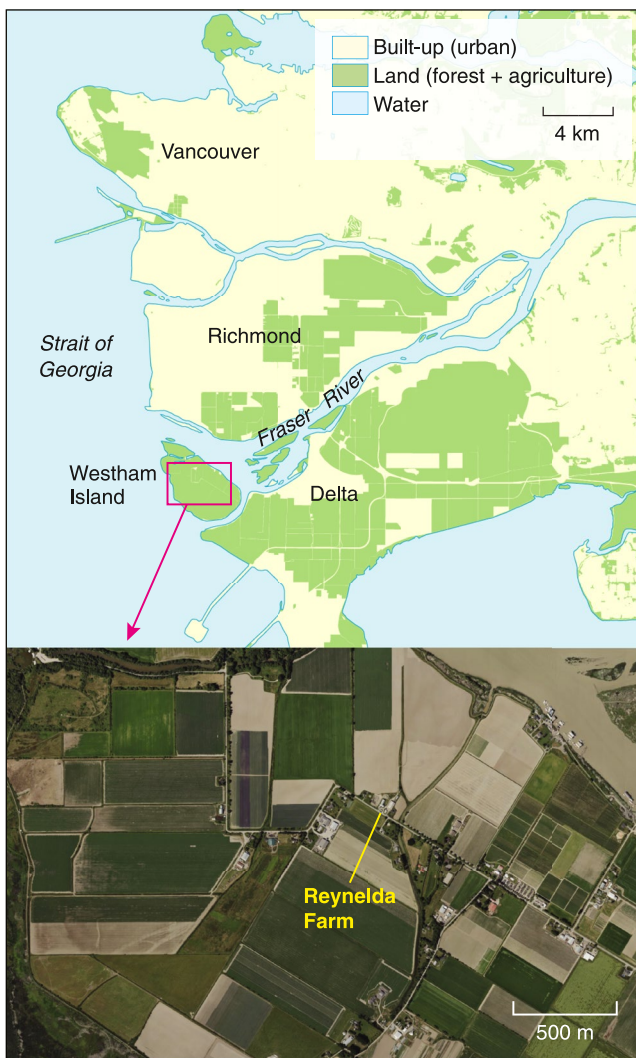 Built-up (urban)
Land (forest + agriculture)
Water
4 km
Vancouver
Richmond
Strait of
Georgia
Fraser River
Westham
Island
Delta
Reynelda
Farm
500 m